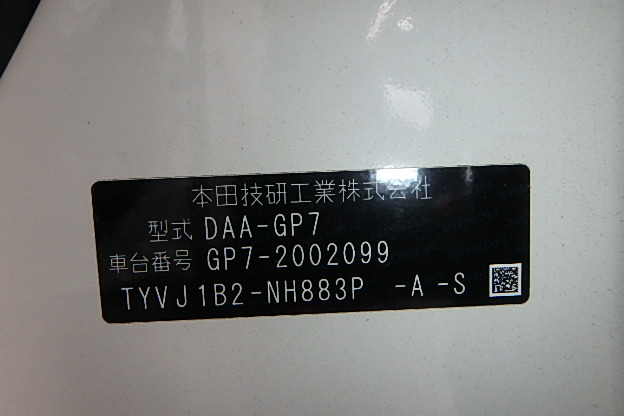 本田技研工業株式会社
型式 DAA-GP7
車台番号 GP7-2002099
TYVJ1B2-NH883P -A -S